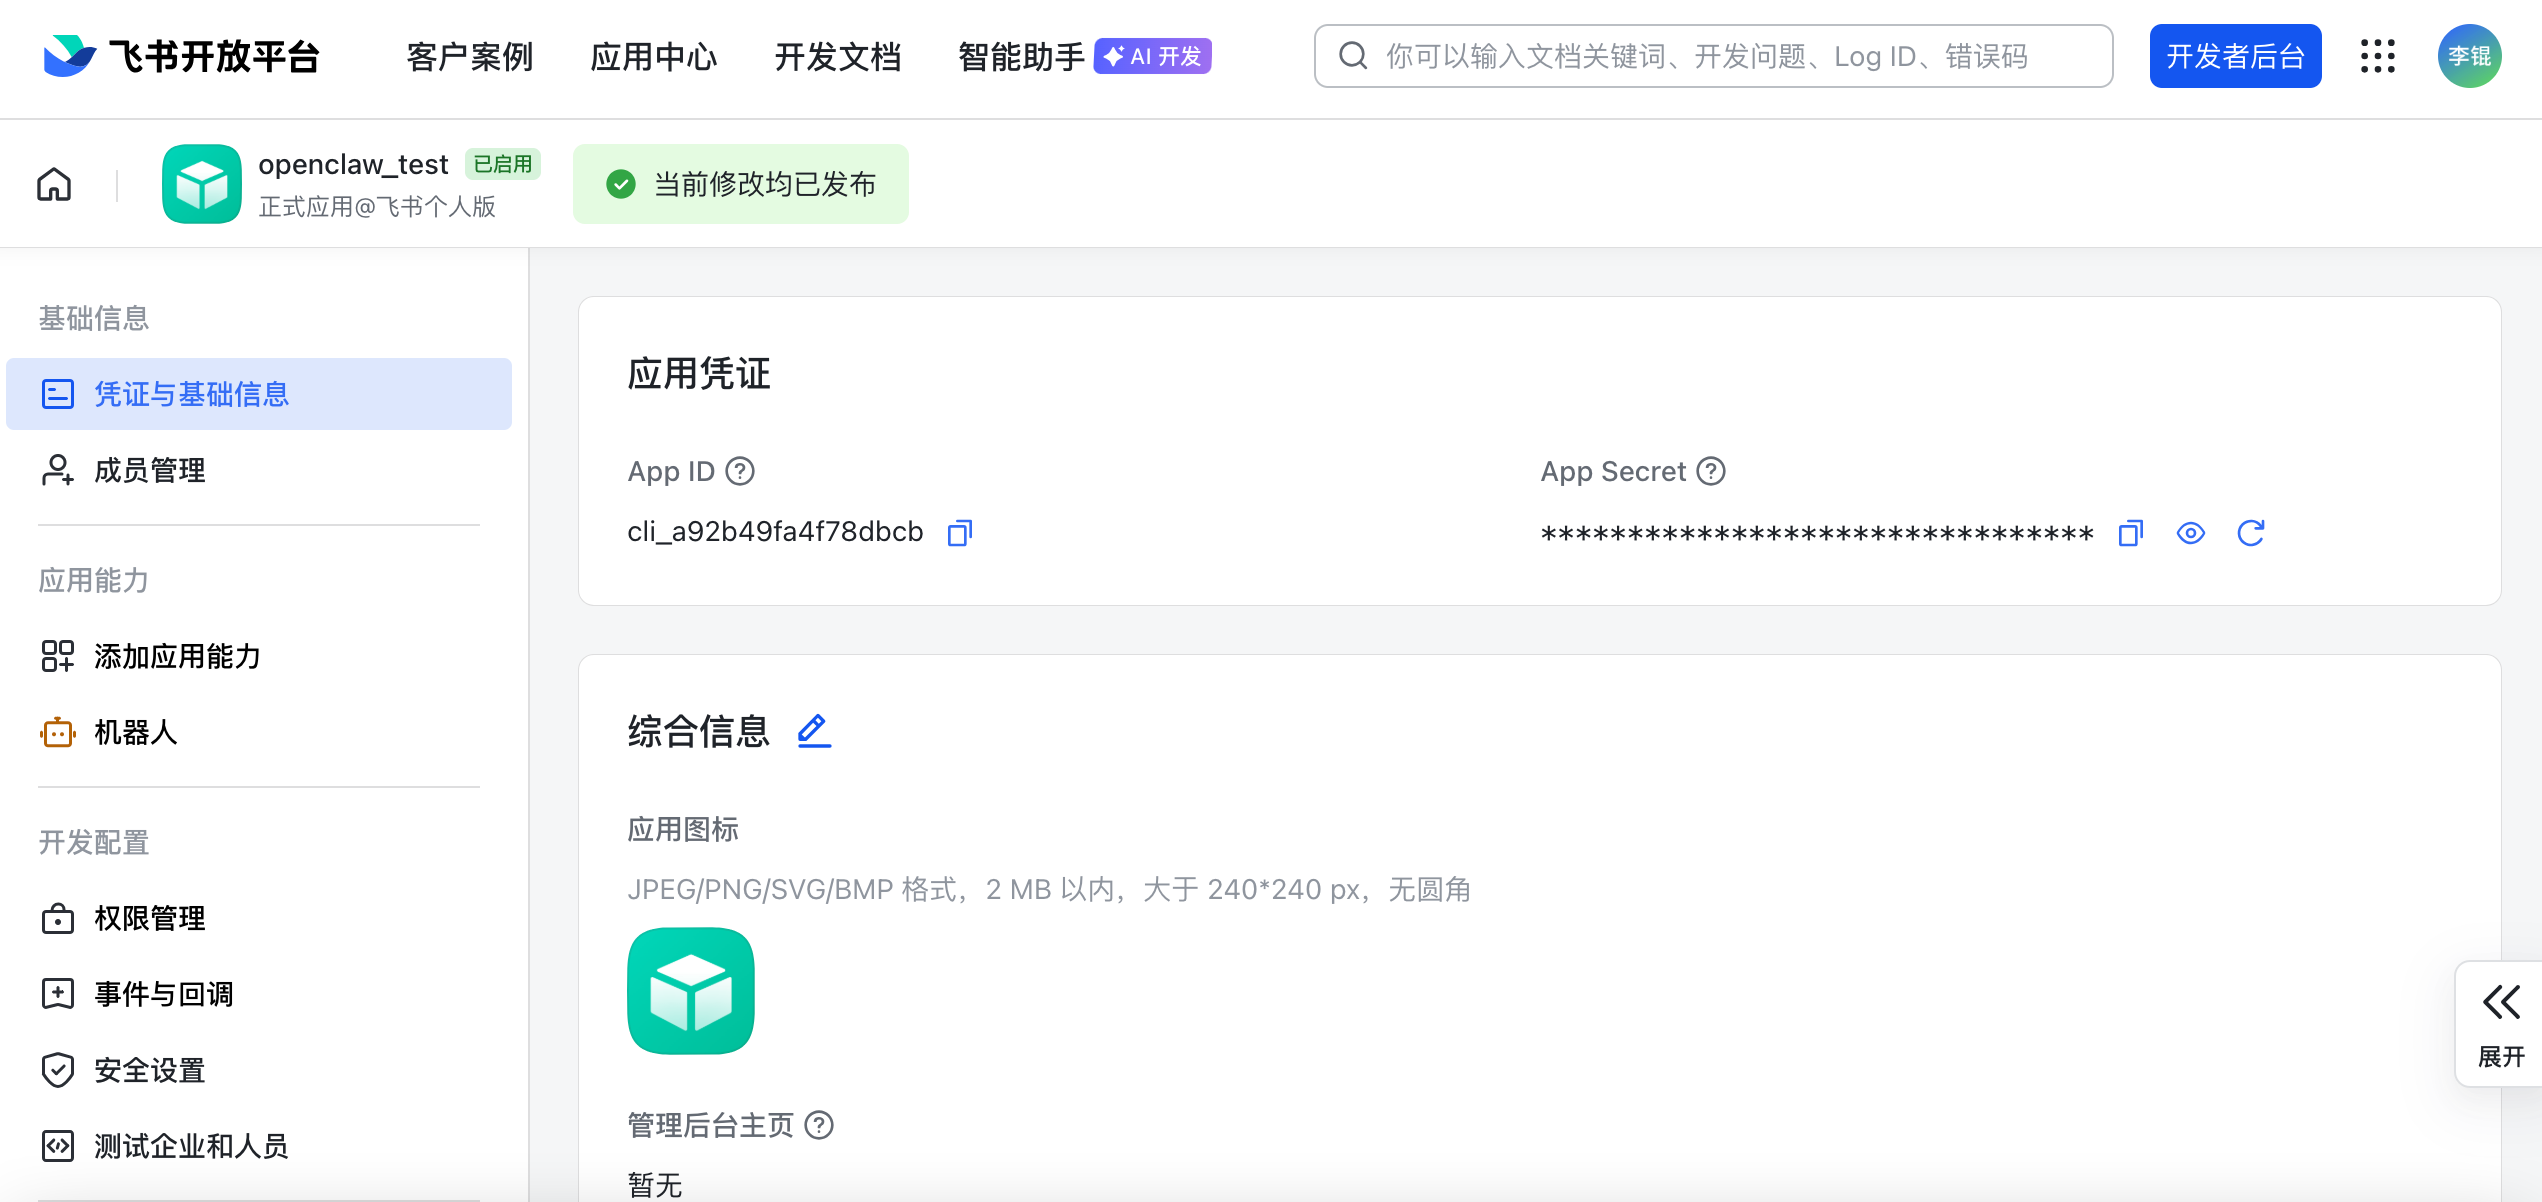 飞书开放平台
客户案例
应用中心
开发文档
智能助手
AI 开发
你可以输入文档关键词、开发问题、Log ID、错误码
开发者后台
李锟
openclaw_test
已启用
正式应用@飞书个人版
当前修改均已发布
基础信息
凭证与基础信息
成员管理
应用能力
添加应用能力
机器人
开发配置
权限管理
事件与回调
安全设置
测试企业和人员
应用凭证
App ID
cli_a92b49fa4f78dbcb
App Secret
********************************
综合信息
应用图标
JPEG/PNG/SVG/BMP 格式，2 MB 以内，大于 240*240 px，无圆角
管理后台主页
暂无
展开